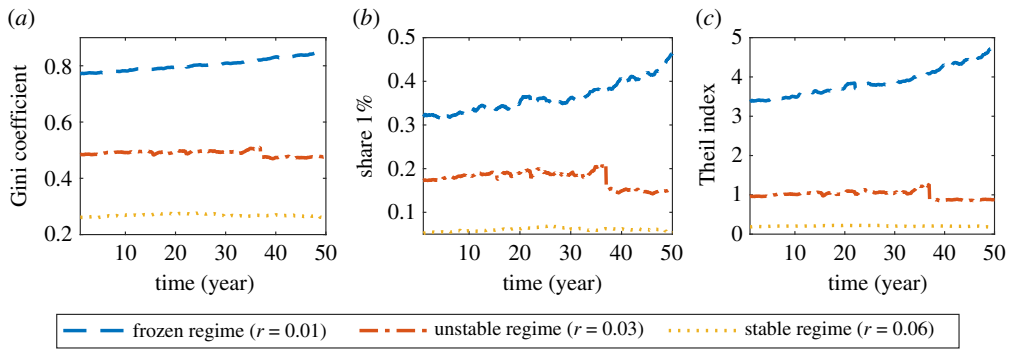 (a)
Gini coefficient
0.8
0.6
0.4
0.2
10 20 30 40 50
time (year)
(b)
share 1%
0.5
0.4
0.3
0.2
0.1
10 20 30 40 50
time (year)
(c)
Theil index
5
4
3
2
1
0
10 20 30 40 50
time (year)
frozen regime (r = 0.01) unstable regime (r = 0.03) stable regime (r = 0.06)